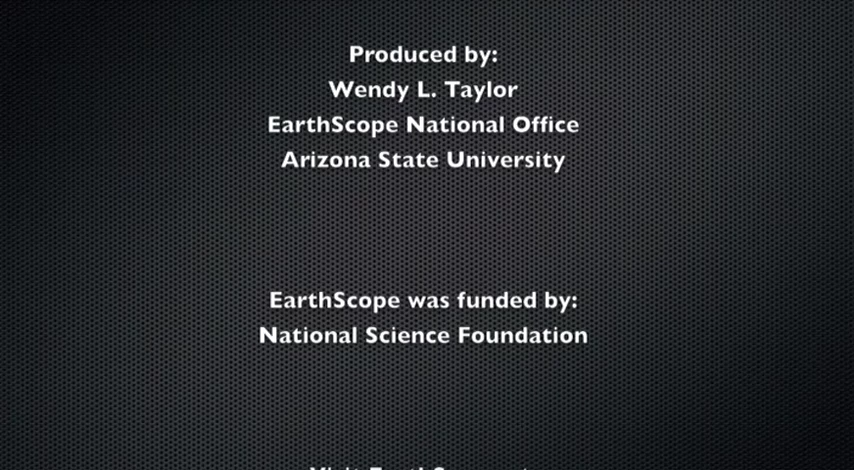 Produced by:
Wendy L. Taylor
EarthScope National Office
Arizona State University
EarthScope was funded by:
National Science Foundation